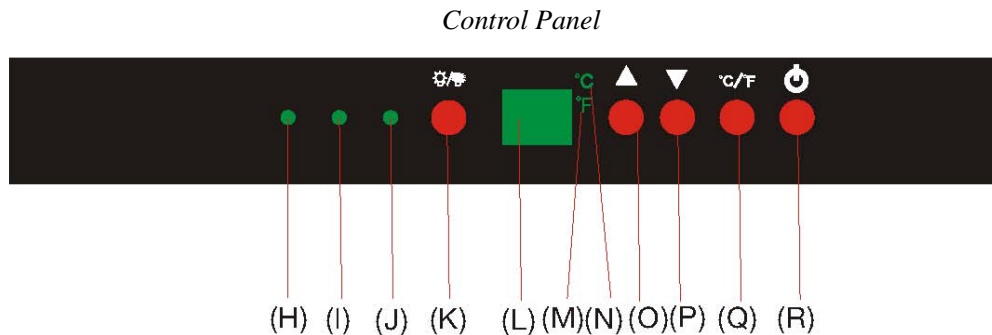 Control Panel
°C
°F
°C/°F
(H) (I) (J) (K) (L) (M) (N) (O) (P) (Q) (R)